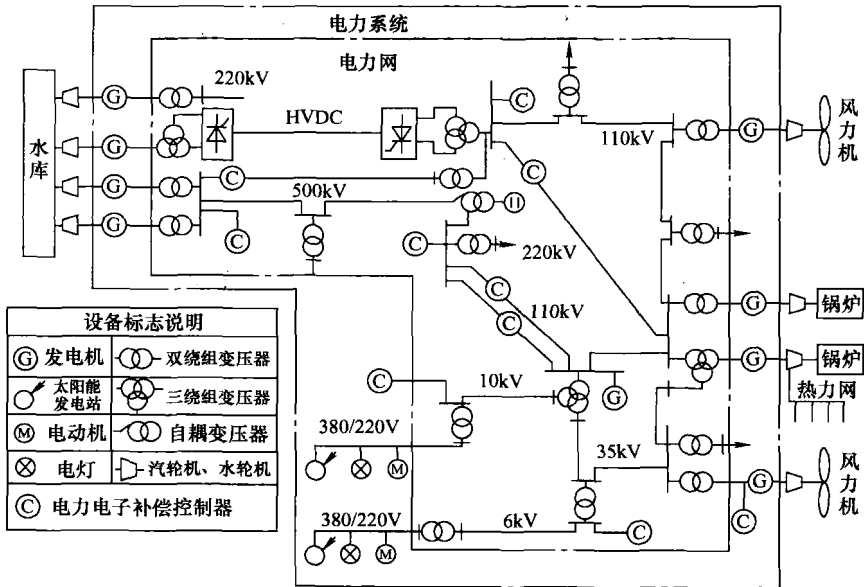 电力系统
电力网
水库
G
220kV
HVDC
C
110kV
G
风力机
G
G
C
500kV
C
G
C
C
220kV
C
110kV
C
G
锅炉
G
锅炉
热力网
设备标志说明
G 发电机
双绕组变压器
太阳能发电站
三绕组变压器
M 电动机
自耦变压器
电灯
汽轮机、水轮机
C 电力电子补偿控制器
C
10kV
G
380/220V
M
35kV
G
风力机
C
380/220V
6kV
C
M